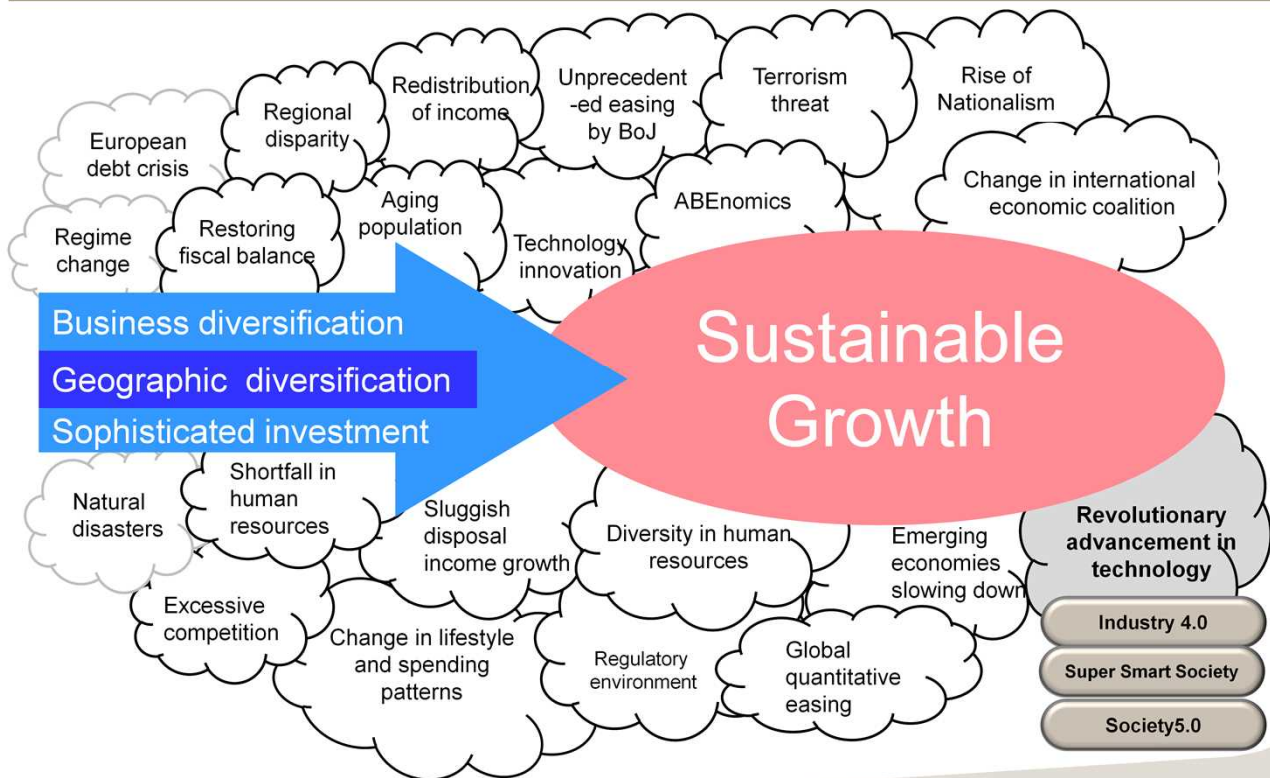 European
debt crisis
Regional
disparity
Redistribution
of income
Unprecedent
-ed easing
by BoJ
Terrorism
threat
Rise of
Nationalism
Regime
change
Restoring
fiscal balance
Aging
population
Technology
innovation
ABEnomics
Change in international
economic coalition
Business diversification
Geographic diversification
Sophisticated investment
Sustainable
Growth
Natural
disasters
Shortfall in
human
resources
Sluggish
disposal
income growth
Diversity in human
resources
Emerging
economies
slowing down
Revolutionary
advancement in
technology
Excessive
competition
Change in lifestyle
and spending
patterns
Regulatory
environment
Global
quantitative
easing
Industry 4.0
Super Smart Society
Society5.0